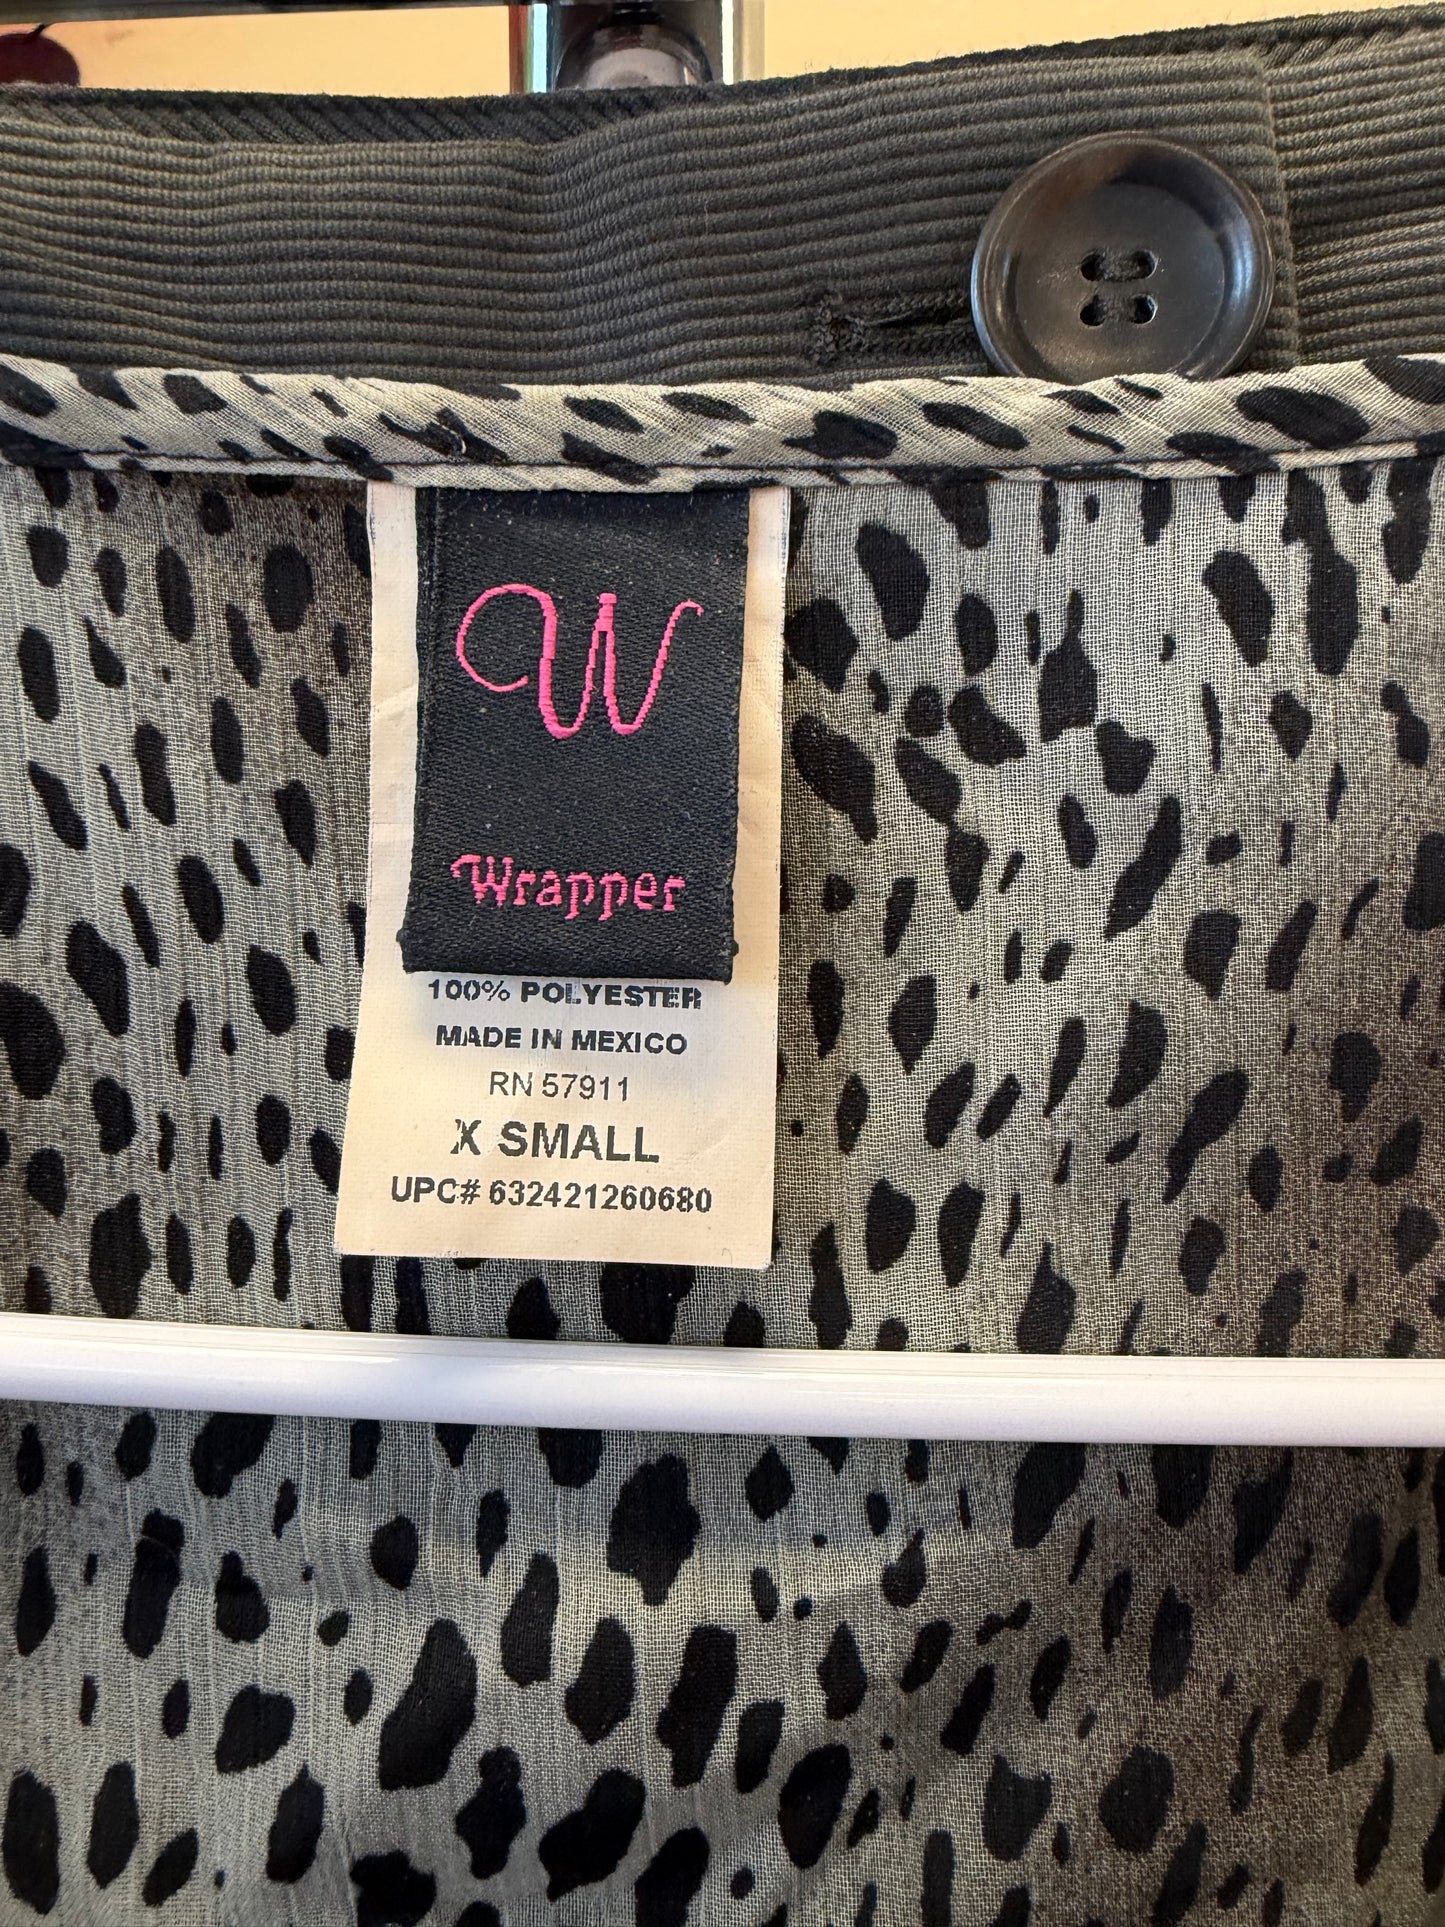 W
Wrapper
100% POLYESTER
MADE IN MEXICO
RN 57911
X SMALL
UPC# 632421260680